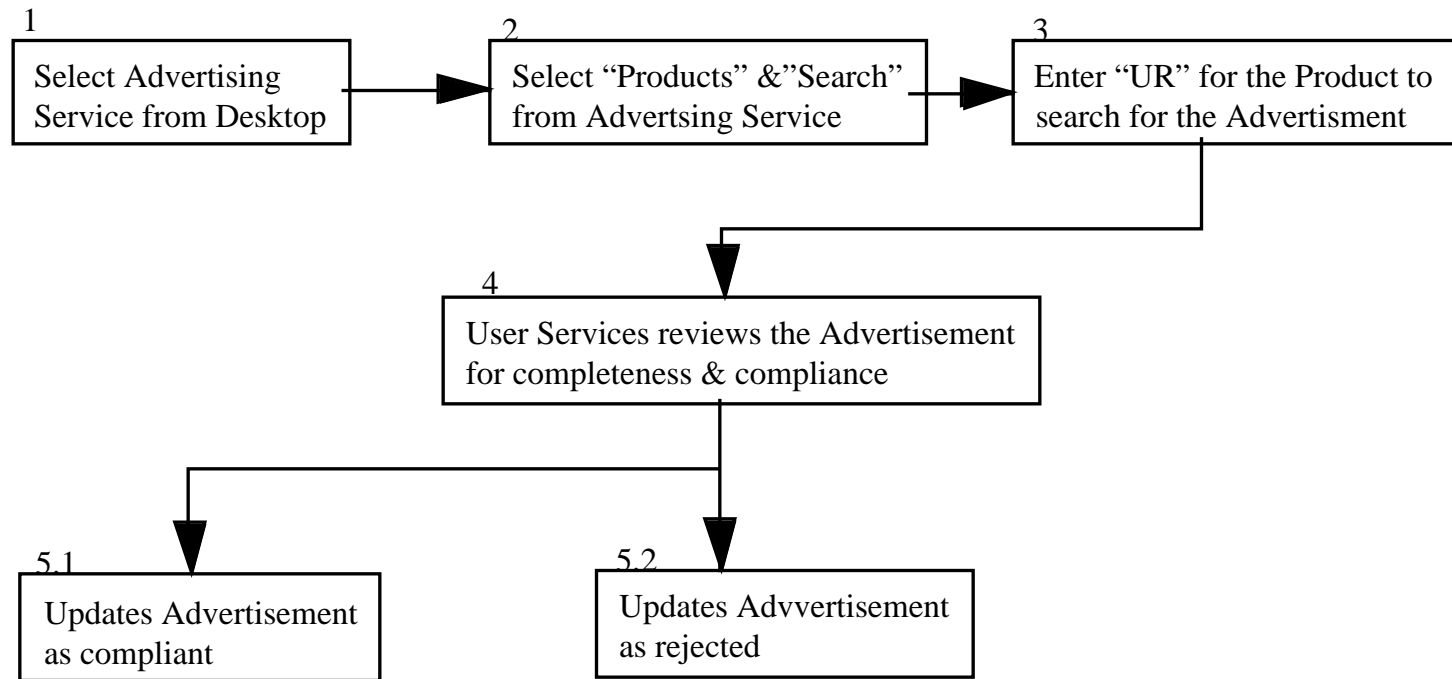 1
Select Advertising
Service from Desktop
2
Select “Products” &”Search”
from Advertsing Service
3
Enter “UR” for the Product to
search for the Advertisment
4
User Services reviews the Advertisement
for completeness & compliance
5.1
Updates Advertisement
as compliant
5.2
Updates Advvertisement
as rejected